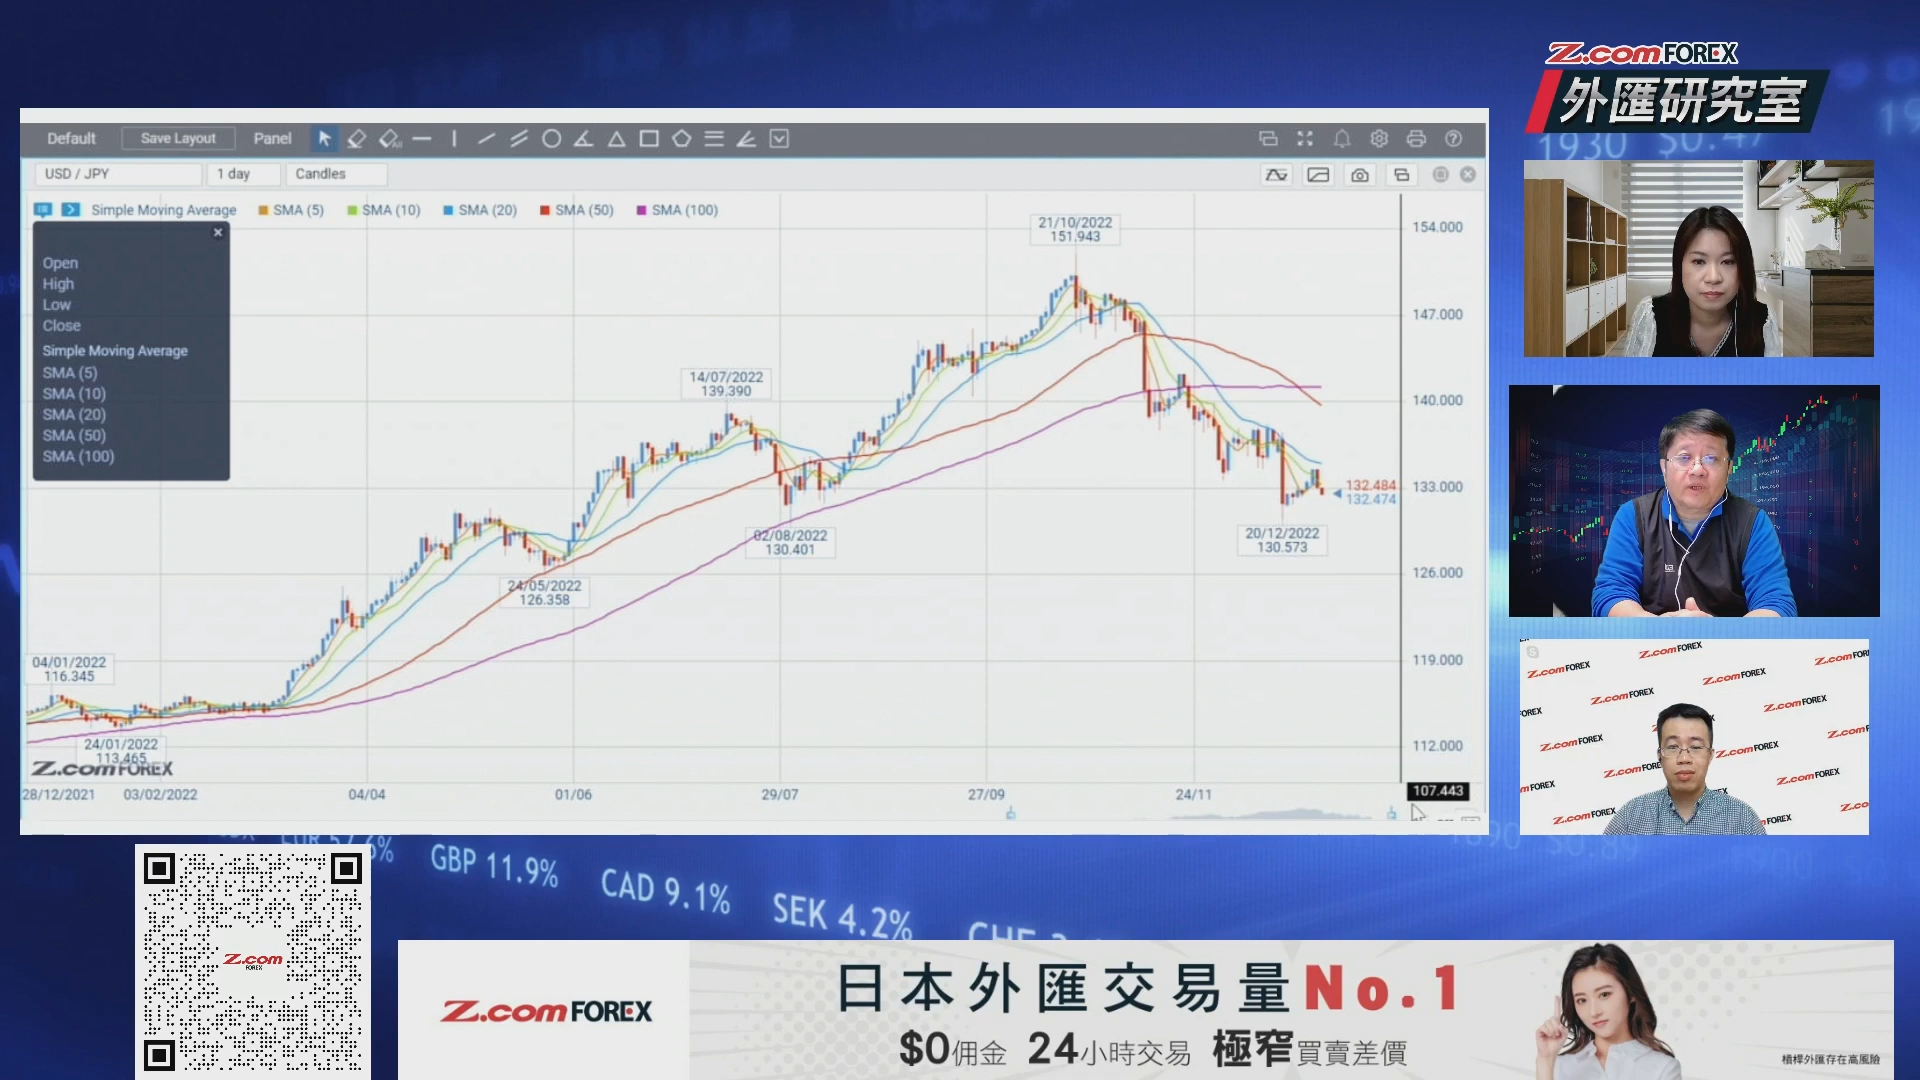 Z.com FOREX
外匯研究室
1930 $0.47
Default Save Layout Panel
USD / JPY 1 day Candles
Simple Moving Average SMA (5) SMA (10) SMA (20) SMA (50) SMA (100)
Open
High
Low
Close
Simple Moving Average
SMA (5)
SMA (10)
SMA (20)
SMA (50)
SMA (100)
21/10/2022
151.943
14/07/2022
139.390
02/08/2022
130.401
24/05/2022
126.358
20/12/2022
130.573
04/01/2022
116.345
24/01/2022
113.465
154.000
147.000
140.000
133.000
132.484
132.474
126.000
119.000
112.000
107.443
Z.com FOREX
28/12/2021 03/02/2022 04/04 01/06 29/07 27/09 24/11
GBP 11.9%
CAD 9.1%
SEK 4.2%
Z.com FOREX
Z.com FOREX
日本外匯交易量No.1
$0佣金 24小時交易 極窄買賣差價
槓桿外匯存在高風險